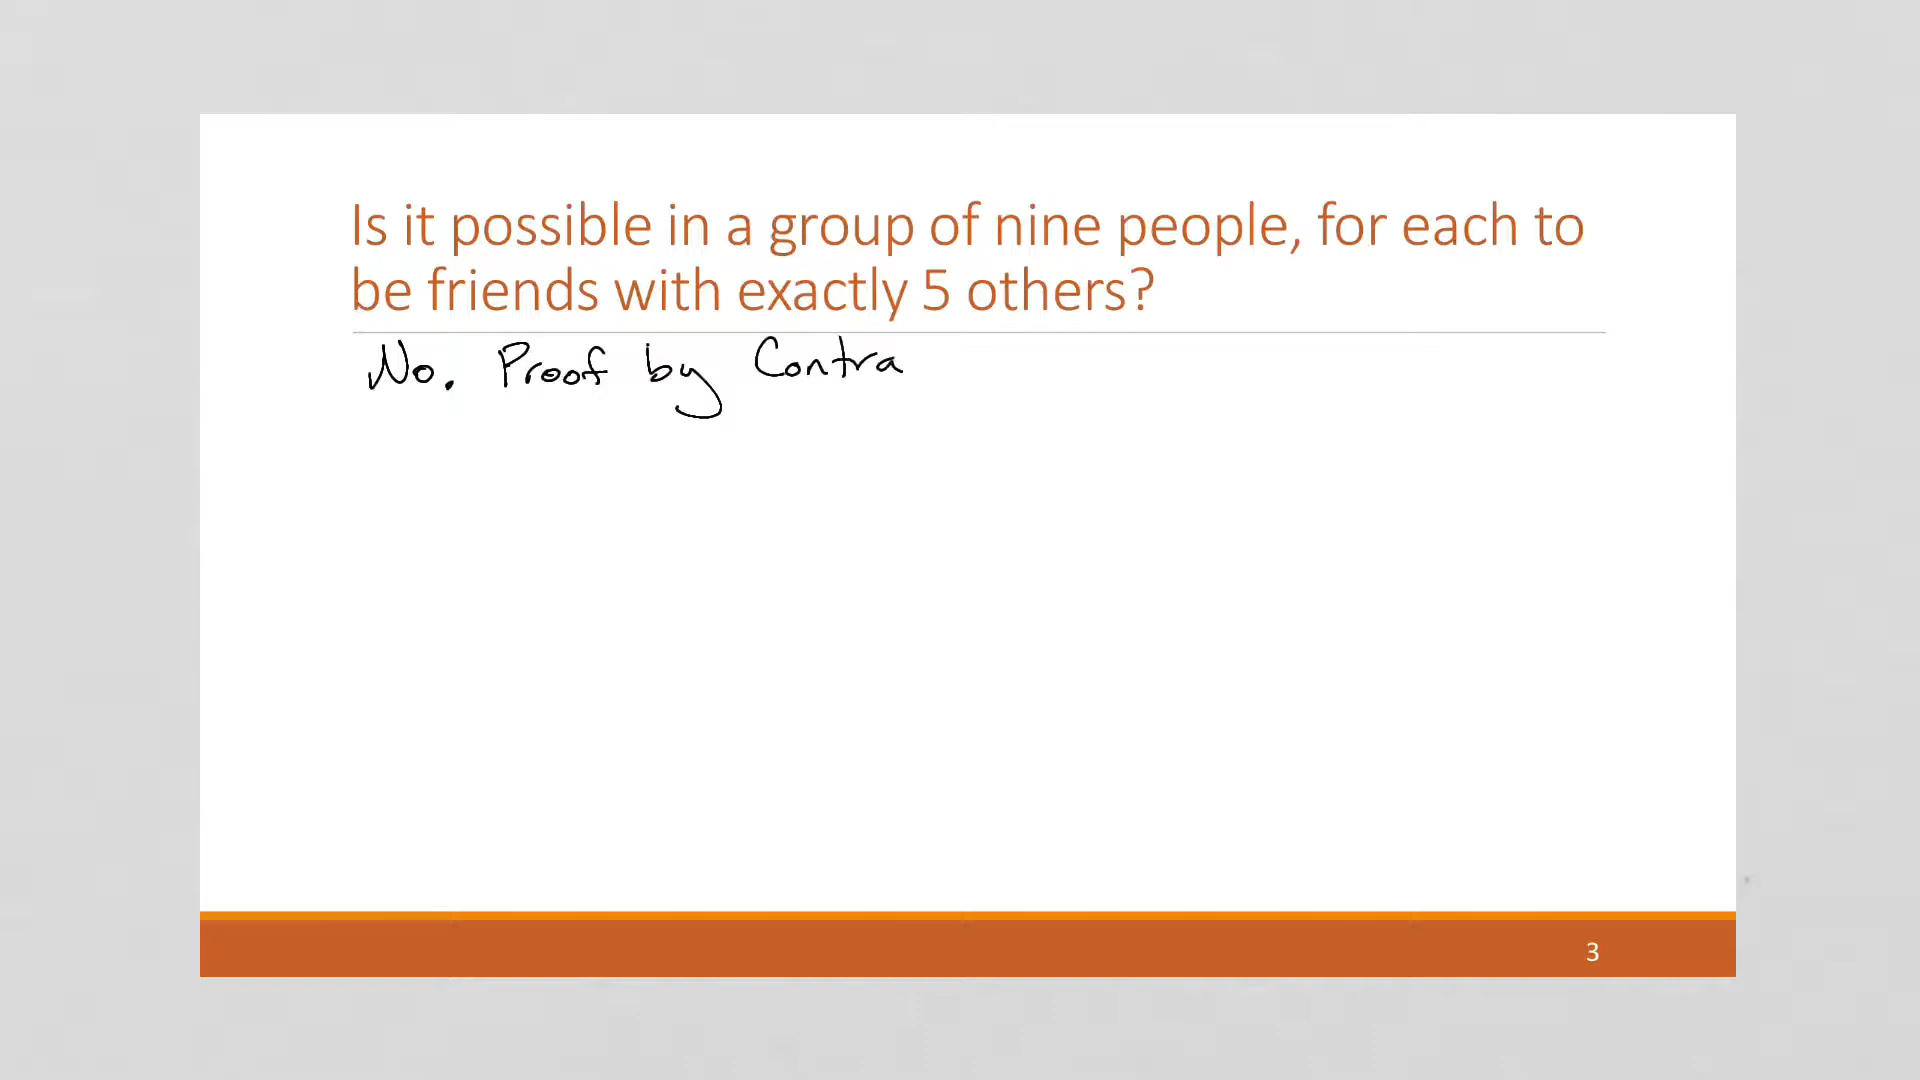 Is it possible in a group of nine people, for each to
be friends with exactly 5 others?
No. Proof by Contra
3